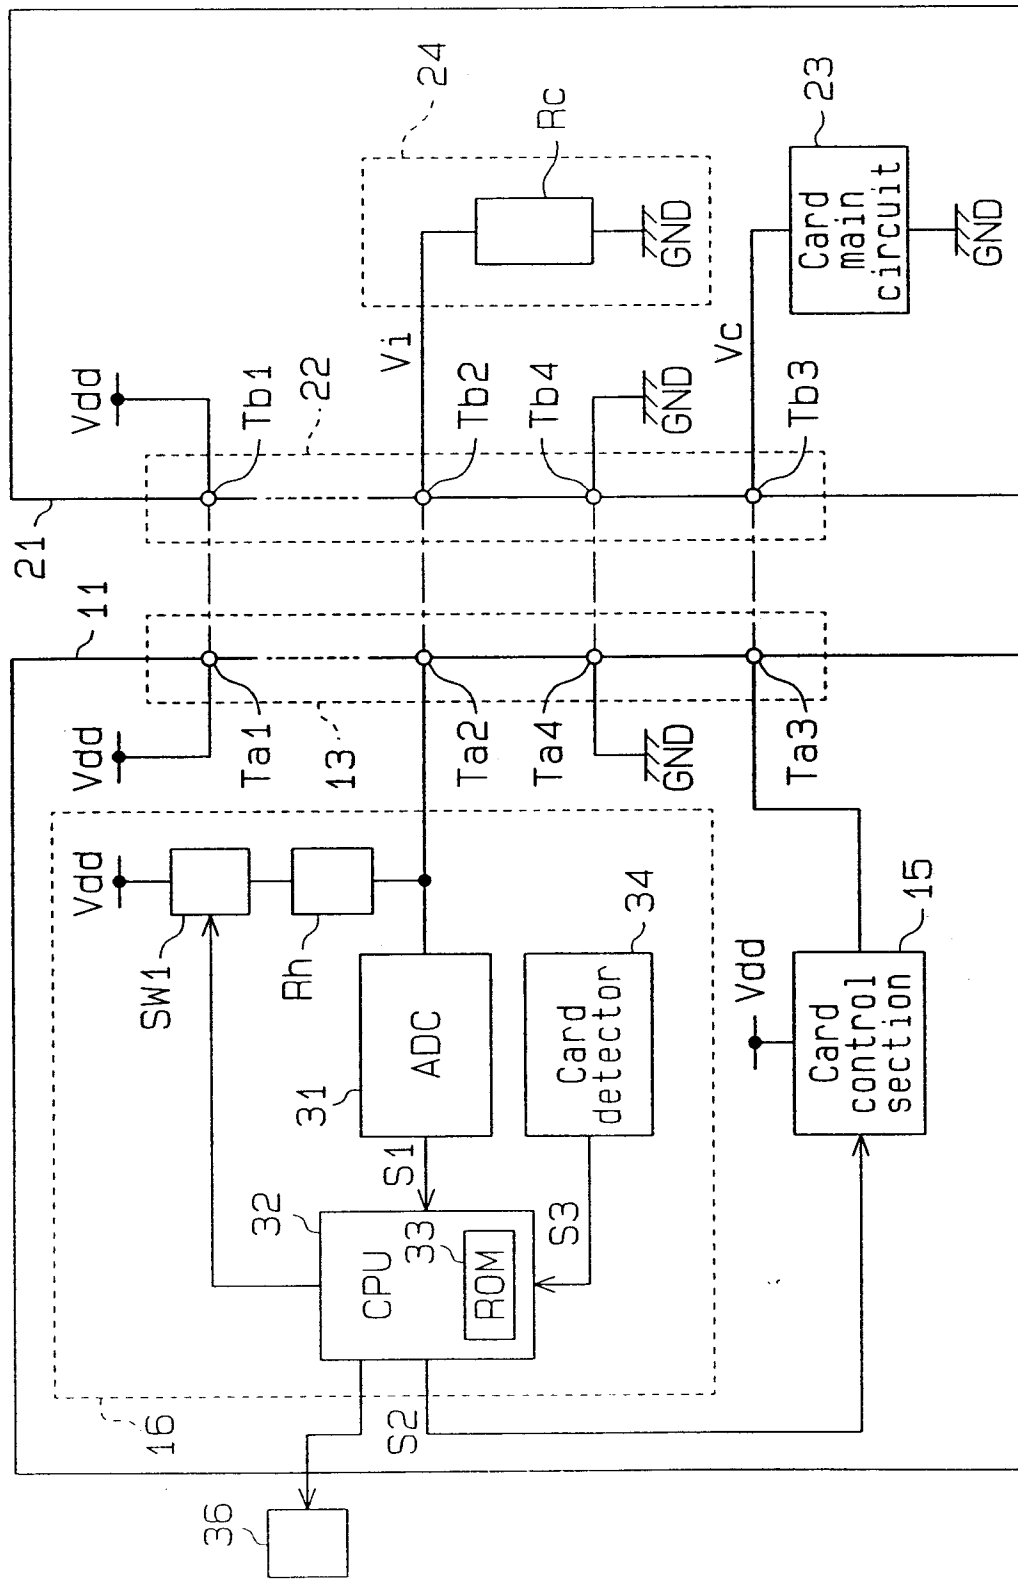 36
16
S2
CPU
32
33
ROM
S1
S3
31
ADC
Card
detector
34
SW1
Rh
Vdd
Vdd
Card
control
section
15
Vdd
13
Ta1
Ta2
Ta4
GND
Ta3
11
21
Vdd
Tb1
22
Vi
Tb2
Tb4
GND
Vc
Tb3
24
Rc
GND
23
Card
main
circuit
GND